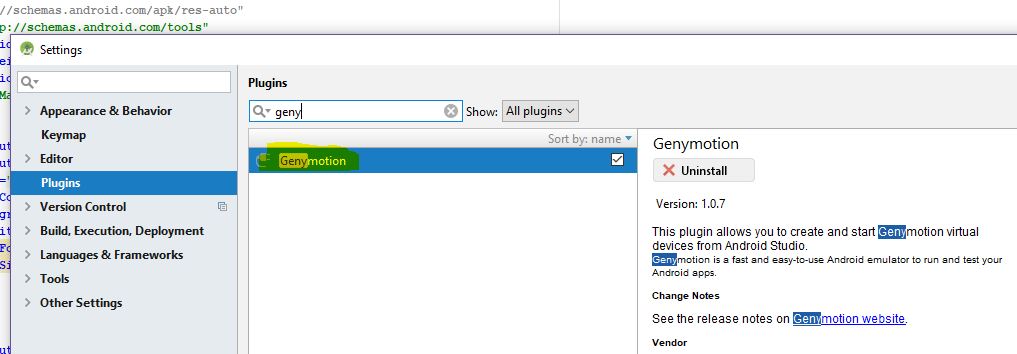 //schemas.android.com/apk/res-auto"
p://schemas.android.com/tools"
Settings
Appearance & Behavior
Keymap
Editor
Plugins
Version Control
Build, Execution, Deployment
Languages & Frameworks
Tools
Other Settings
Plugins
geny
Show: All plugins
Sort by: name
Genymotion
Genymotion
Uninstall
Version: 1.0.7
This plugin allows you to create and start Genymotion virtual
devices from Android Studio.
Genymotion is a fast and easy-to-use Android emulator to run and test your
Android apps.
Change Notes
See the release notes on Genymotion website.
Vendor